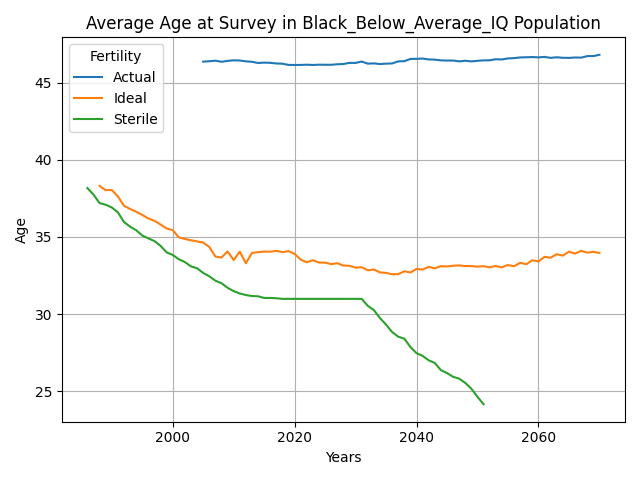 Average Age at Survey in Black_Below_Average_IQ Population
Fertility
Actual
Ideal
Sterile
Age
45
40
35
30
25
2000
2020
2040
2060
Years